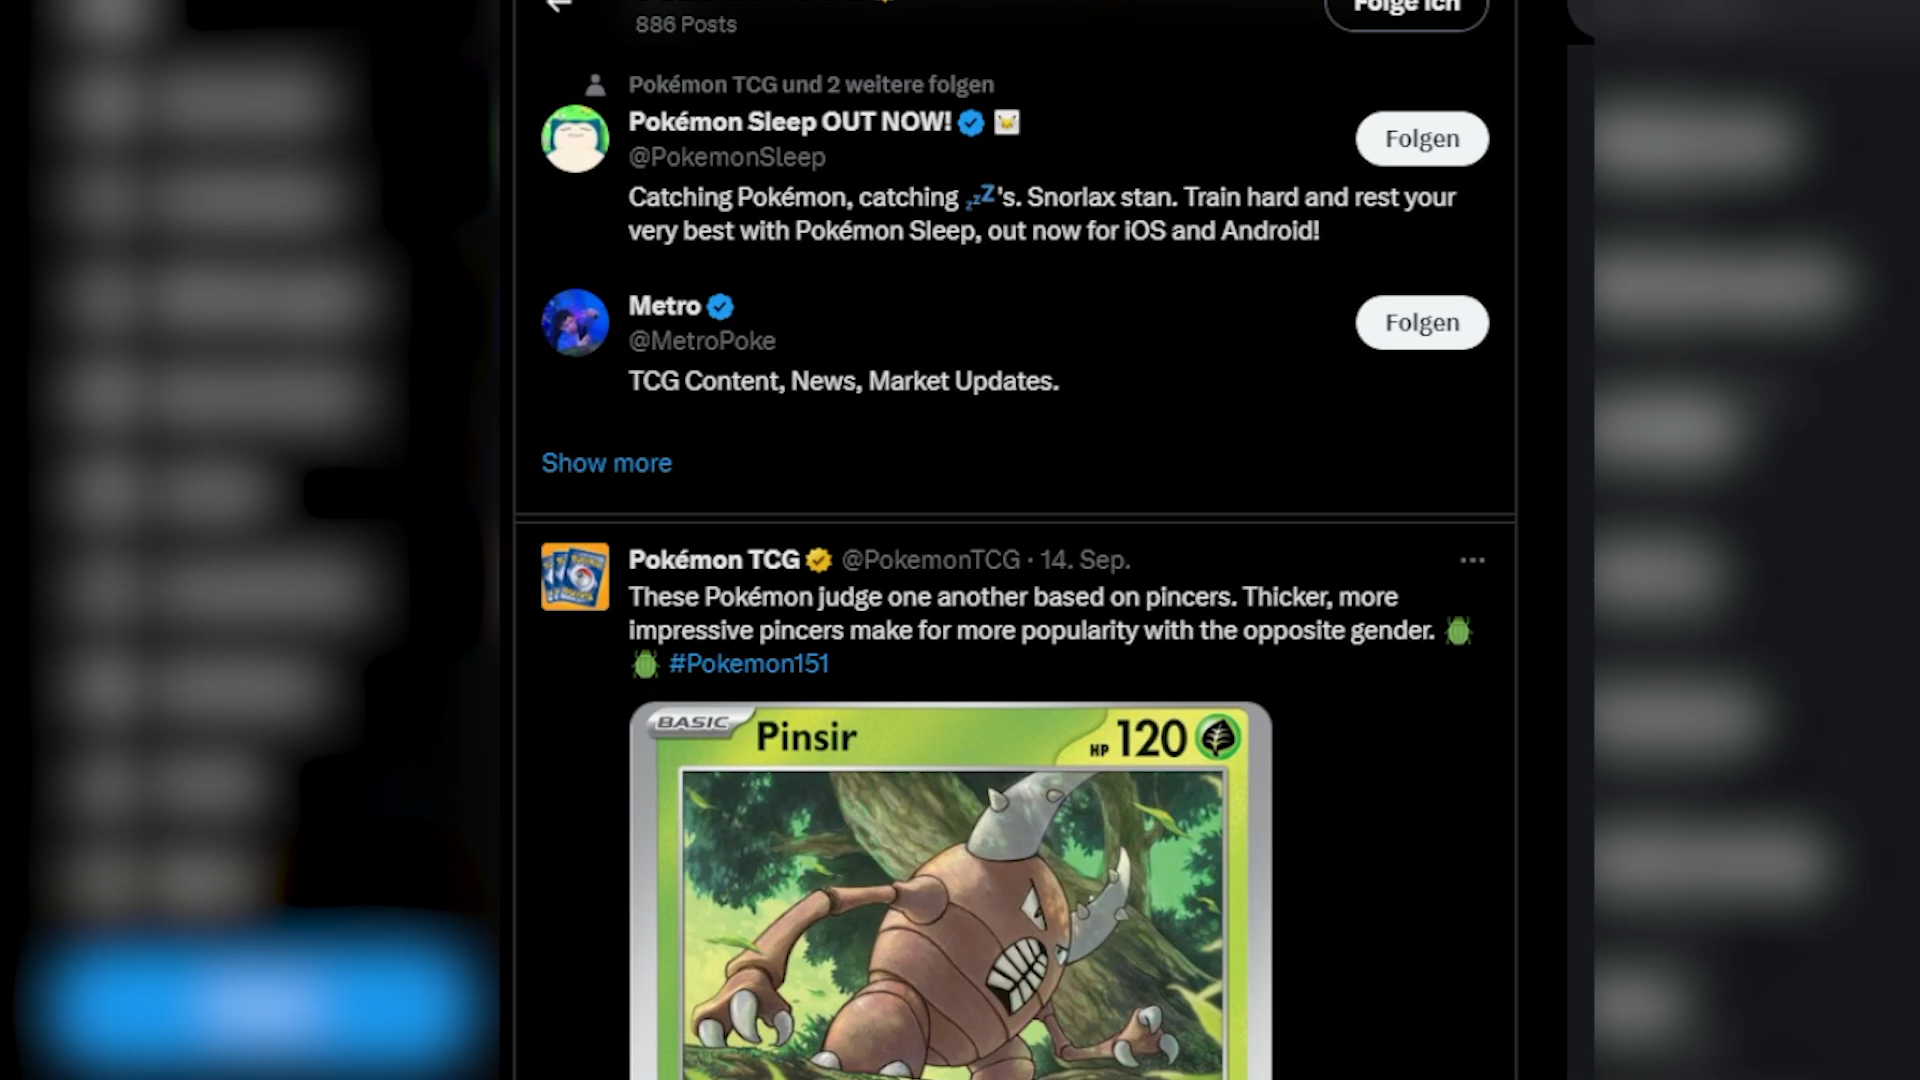 Folge ich
886 Posts
Pokémon TCG und 2 weitere folgen
Pokémon Sleep OUT NOW!
@PokemonSleep
Folgen
Catching Pokémon, catching 💤's. Snorlax stan. Train hard and rest your
very best with Pokémon Sleep, out now for iOS and Android!
Metro
@MetroPoke
Folgen
TCG Content, News, Market Updates.
Show more
Pokémon TCG @PokemonTCG · 14. Sep.
These Pokémon judge one another based on pincers. Thicker, more
impressive pincers make for more popularity with the opposite gender. 🪲
🪲 #Pokemon151
BASIC Pinsir HP 120